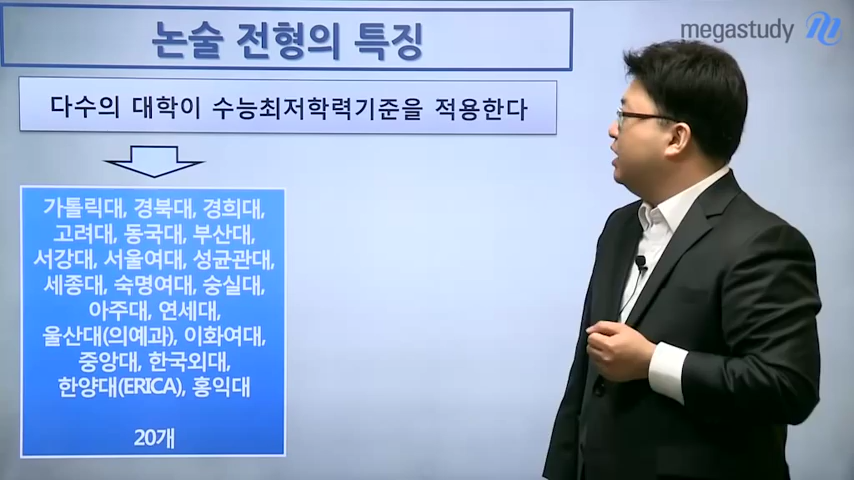 논술 전형의 특징
megastudy
다수의 대학이 수능최저학력기준을 적용한다
가톨릭대, 경북대, 경희대,
고려대, 동국대, 부산대,
서강대, 서울여대, 성균관대,
세종대, 숙명여대, 숭실대,
아주대, 연세대,
울산대(의예과), 이화여대,
중앙대, 한국외대,
한양대(ERICA), 홍익대
20개